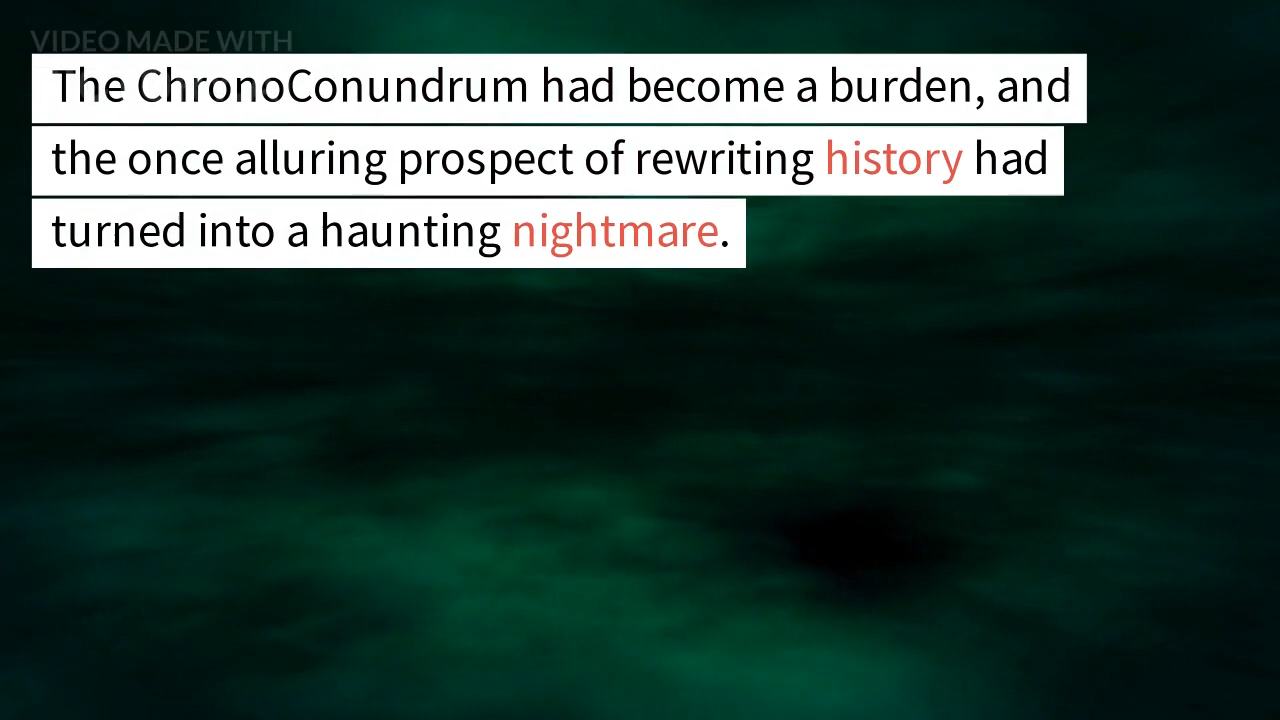 VIDEO MADE WITH
The ChronoConundrum had become a burden, and
the once alluring prospect of rewriting history had
turned into a haunting nightmare.